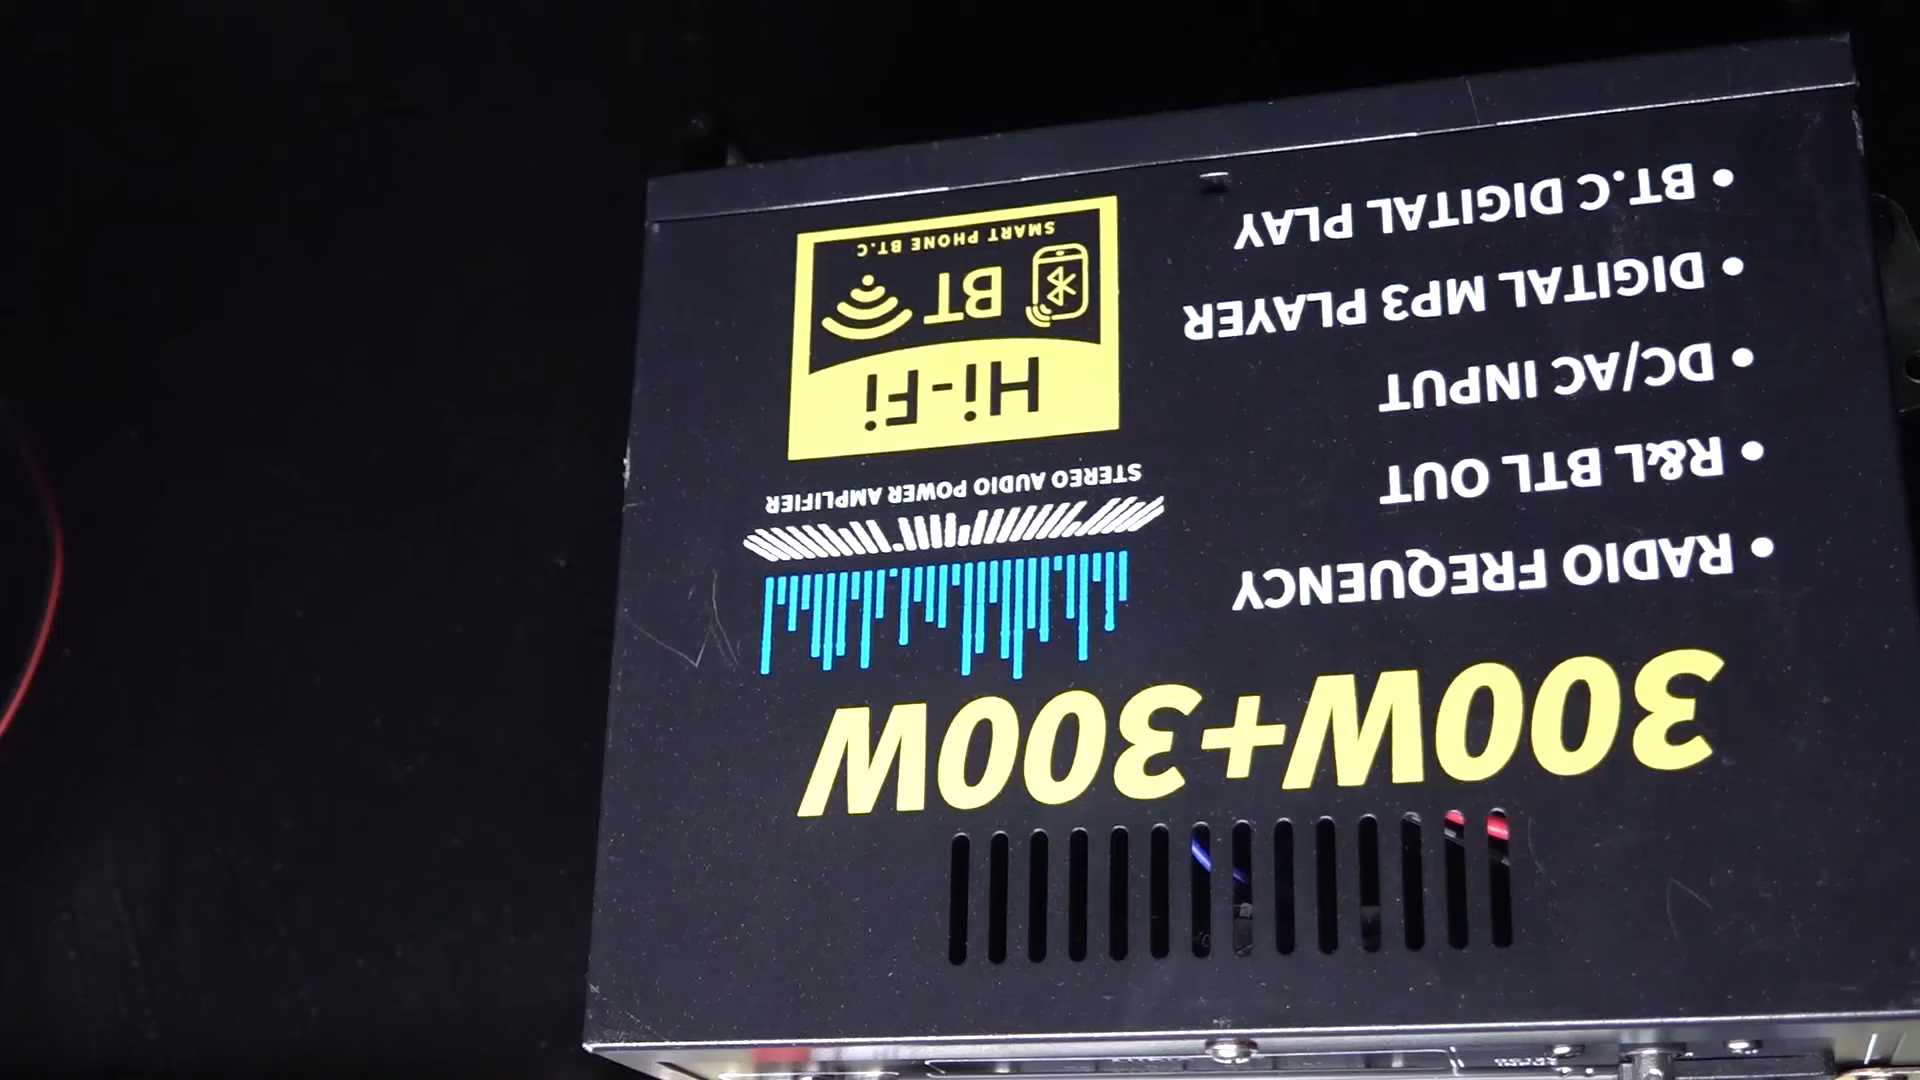 300W+300W
• RADIO FREQUENCY
• R&L BTL OUT
• DC/AC INPUT
• DIGITAL MP3 PLAYER
• BT.C DIGITAL PLAY
STEREO AUDIO POWER AMPLIFIER
Hi-Fi
BT
SMART PHONE BT.C